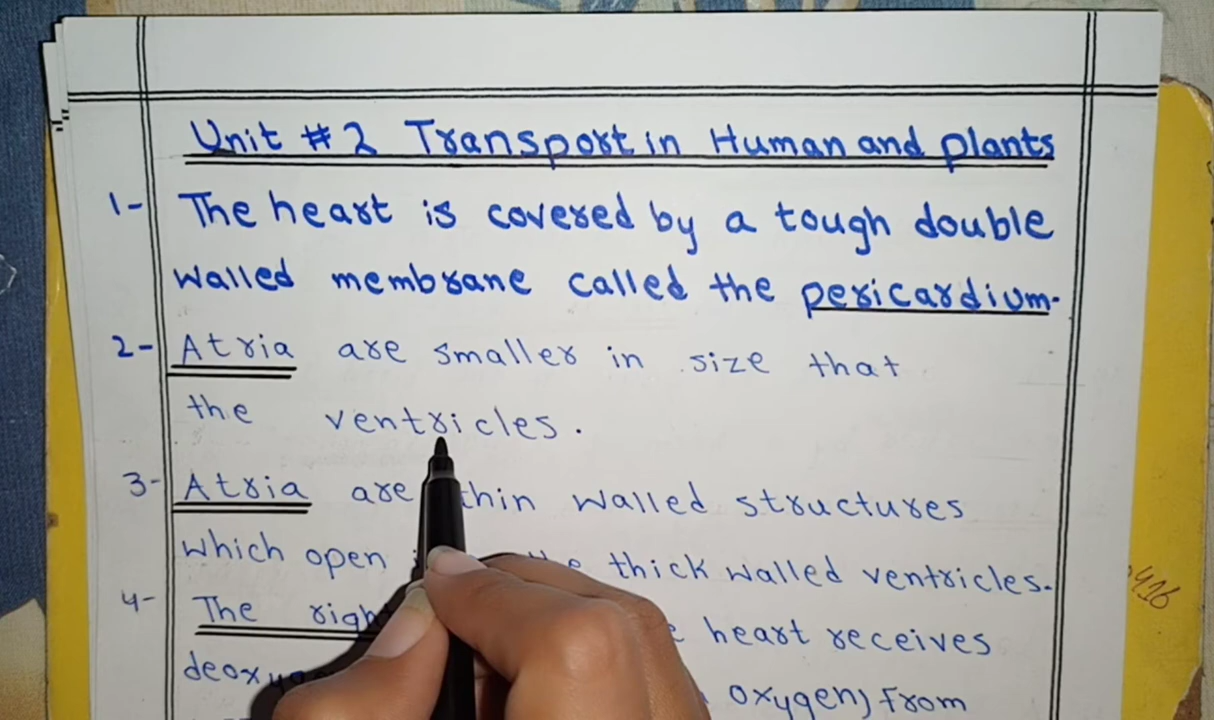 Unit #2 Transport in Human and plants
1- The heart is covered by a tough double
walled membrane called the pericardium.
2- Atria are smaller in size that
the ventricles.
3- Atria are thin walled structures
which open the thick walled ventricles.
4- The heart receives
oxygen) from